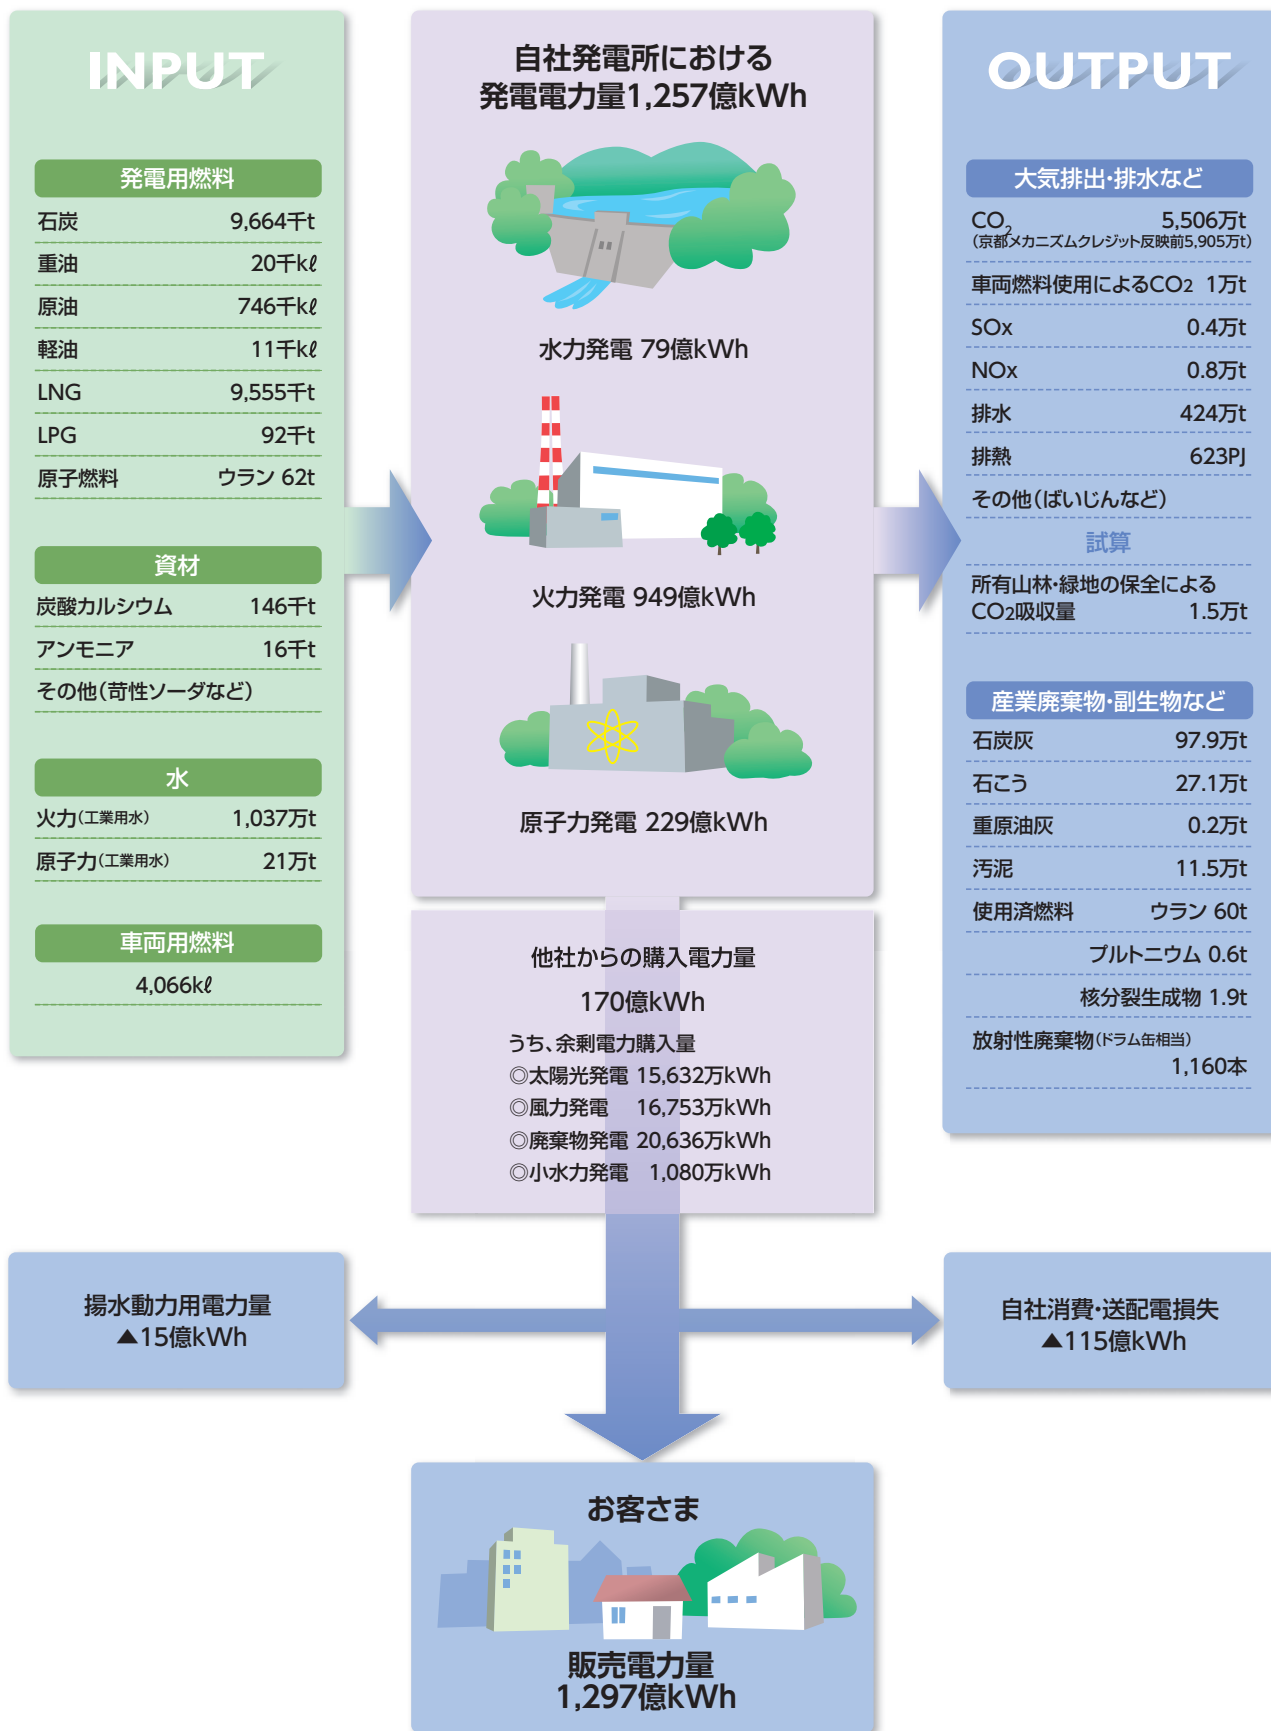 INPUT
発電用燃料
石炭 9,664千t
重油 20千kℓ
原油 746千kℓ
軽油 11千kℓ
LNG 9,555千t
LPG 92千t
原子燃料 ウラン 62t
資材
炭酸カルシウム 146千t
アンモニア 16千t
その他(苛性ソーダなど)
水
火力(工業用水) 1,037万t
原子力(工業用水) 21万t
車両用燃料
4,066kℓ
自社発電所における
発電電力量1,257億kWh
水力発電 79億kWh
火力発電 949億kWh
原子力発電 229億kWh
他社からの購入電力量
170億kWh
うち、余剰電力購入量
◎太陽光発電 15,632万kWh
◎風力発電 16,753万kWh
◎廃棄物発電 20,636万kWh
◎小水力発電 1,080万kWh
OUTPUT
大気排出・排水など
CO2 5,506万t
(京都メカニズムクレジット反映前5,905万t)
車両燃料使用によるCO2 1万t
SOx 0.4万t
NOx 0.8万t
排水 424万t
排熱 623PJ
その他(ばいじんなど)
試算
所有山林・緑地の保全による
CO2吸収量 1.5万t
産業廃棄物・副生物など
石炭灰 97.9万t
石こう 27.1万t
重原油灰 0.2万t
汚泥 11.5万t
使用済燃料 ウラン 60t
プルトニウム 0.6t
核分裂生成物 1.9t
放射性廃棄物(ドラム缶相当)
1,160本
揚水動力用電力量
▲15億kWh
自社消費・送配電損失
▲115億kWh
お客さま
販売電力量
1,297億kWh